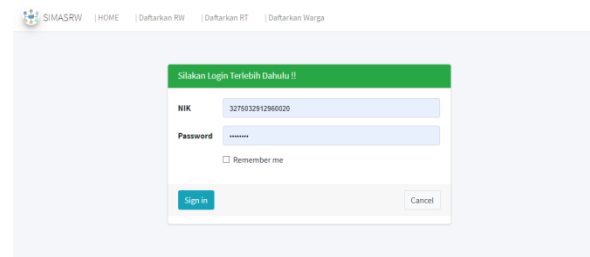 SIMASRW | HOME | Daftarkan RW | Daftarkan RT | Daftarkan Warga
Silakan Login Terlebih Dahulu !!
NIK 3275032912960020
Password ········
Remember me
Sign in Cancel